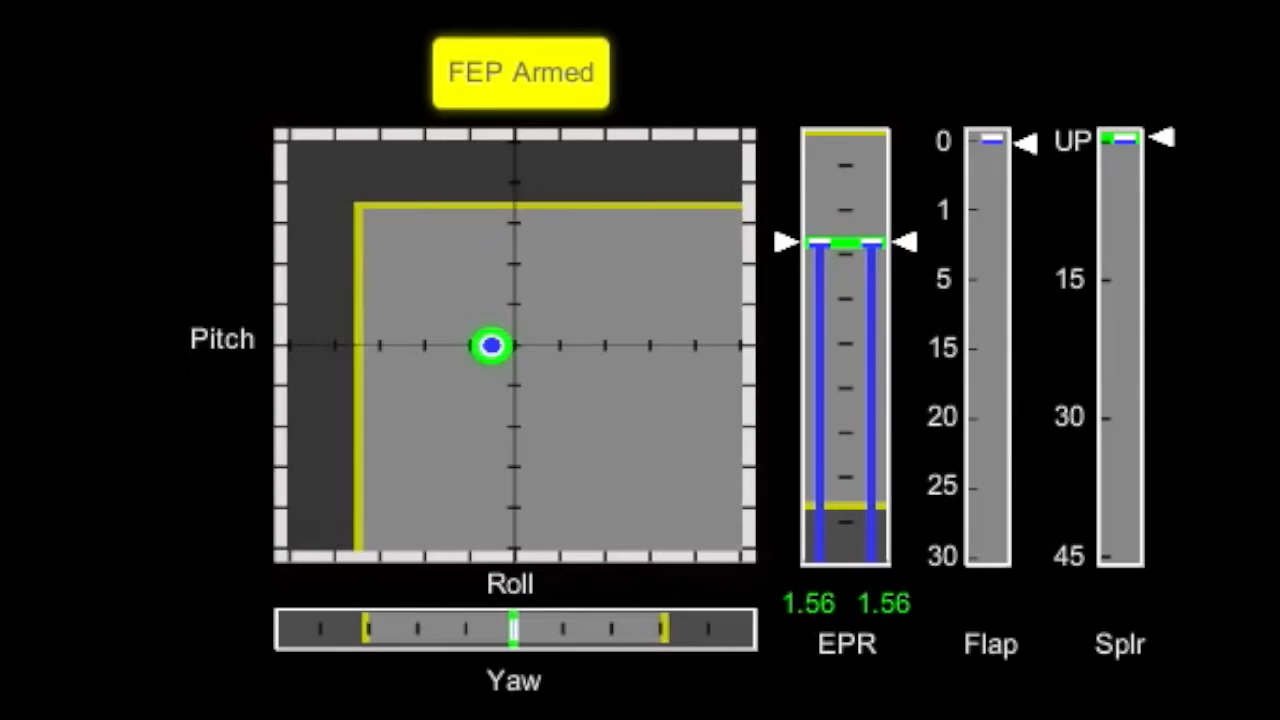 FEP Armed
Pitch
Roll
Yaw
1.56 1.56
EPR
0
1
5
15
20
25
30
Flap
UP
15
30
45
Splr